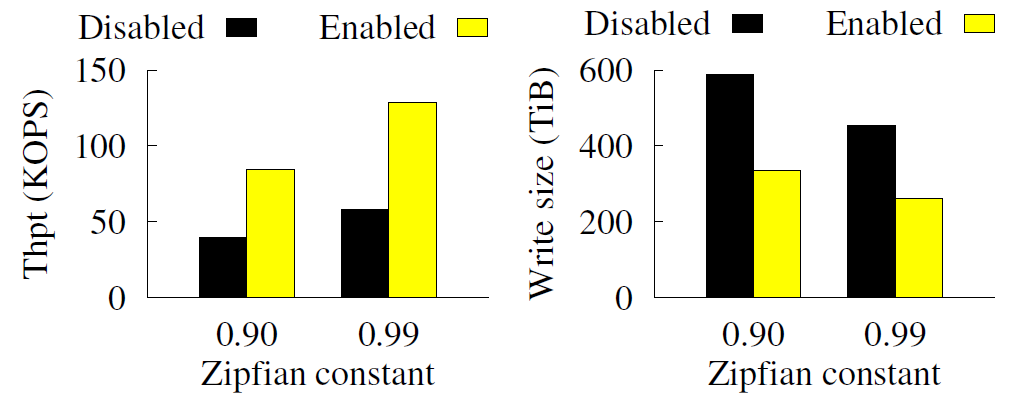 Disabled Enabled
150
100
50
0
Thpt (KOPS)
0.90 0.99
Zipfian constant
Disabled Enabled
600
400
200
0
Write size (TiB)
0.90 0.99
Zipfian constant